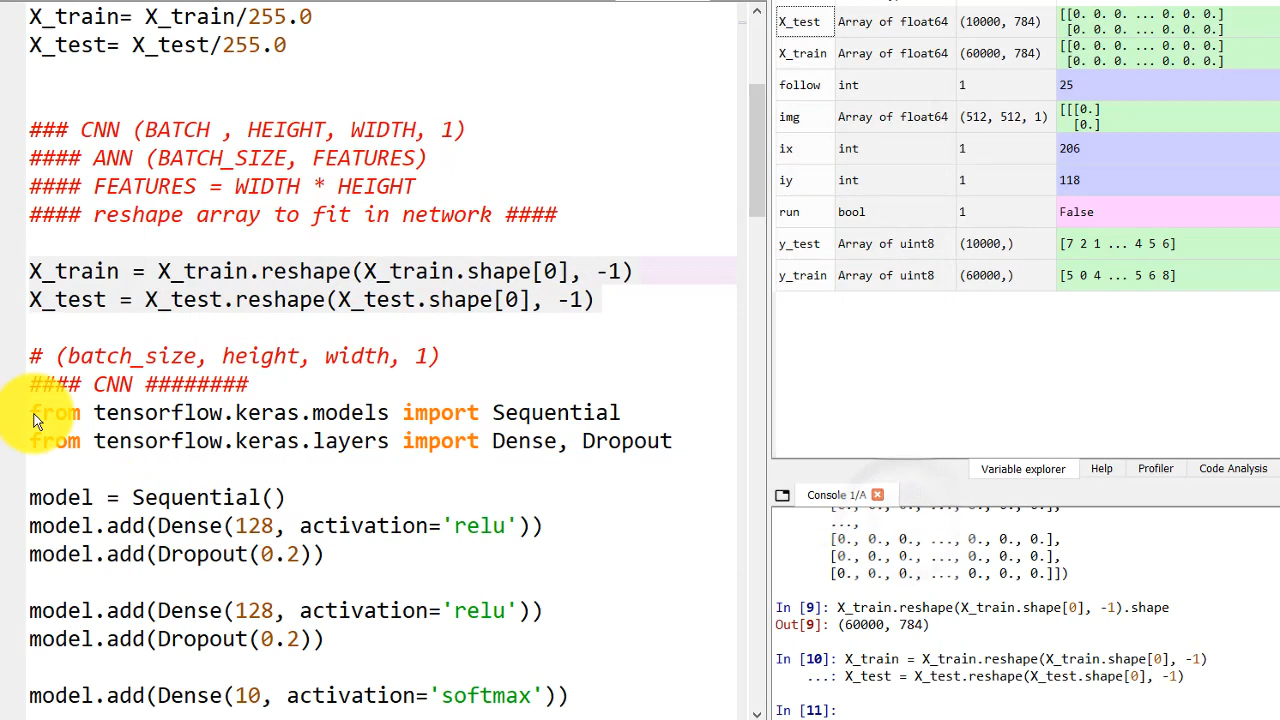 X_train= X_train/255.0
X_test= X_test/255.0
### CNN (BATCH , HEIGHT, WIDTH, 1)
#### ANN (BATCH_SIZE, FEATURES)
#### FEATURES = WIDTH * HEIGHT
#### reshape array to fit in network ####
X_train = X_train.reshape(X_train.shape[0], -1)
X_test = X_test.reshape(X_test.shape[0], -1)
# (batch_size, height, width, 1)
#### CNN ########
from tensorflow.keras.models import Sequential
from tensorflow.keras.layers import Dense, Dropout
model = Sequential()
model.add(Dense(128, activation='relu'))
model.add(Dropout(0.2))
model.add(Dense(128, activation='relu'))
model.add(Dropout(0.2))
model.add(Dense(10, activation='softmax'))
X_test Array of float64 (10000, 784) [[0. 0. 0. ... 0. 0. 0.]
[0. 0. 0. ... 0. 0. 0.]
X_train Array of float64 (60000, 784) [[0. 0. 0. ... 0. 0. 0.]
[0. 0. 0. ... 0. 0. 0.]
follow int 1 25
img Array of float64 (512, 512, 1) [[[0.]
[0.]
ix int 1 206
iy int 1 118
run bool 1 False
y_test Array of uint8 (10000,) [7 2 1 ... 4 5 6]
y_train Array of uint8 (60000,) [5 0 4 ... 5 6 8]
Variable explorer Help Profiler Code Analysis
Console 1/A
[0., 0., 0., ..., 0., 0., 0.],
...,
[0., 0., 0., ..., 0., 0., 0.],
[0., 0., 0., ..., 0., 0., 0.],
[0., 0., 0., ..., 0., 0., 0.]])
In [9]: X_train.reshape(X_train.shape[0], -1).shape
Out[9]: (60000, 784)
In [10]: X_train = X_train.reshape(X_train.shape[0], -1)
...: X_test = X_test.reshape(X_test.shape[0], -1)
In [11]: